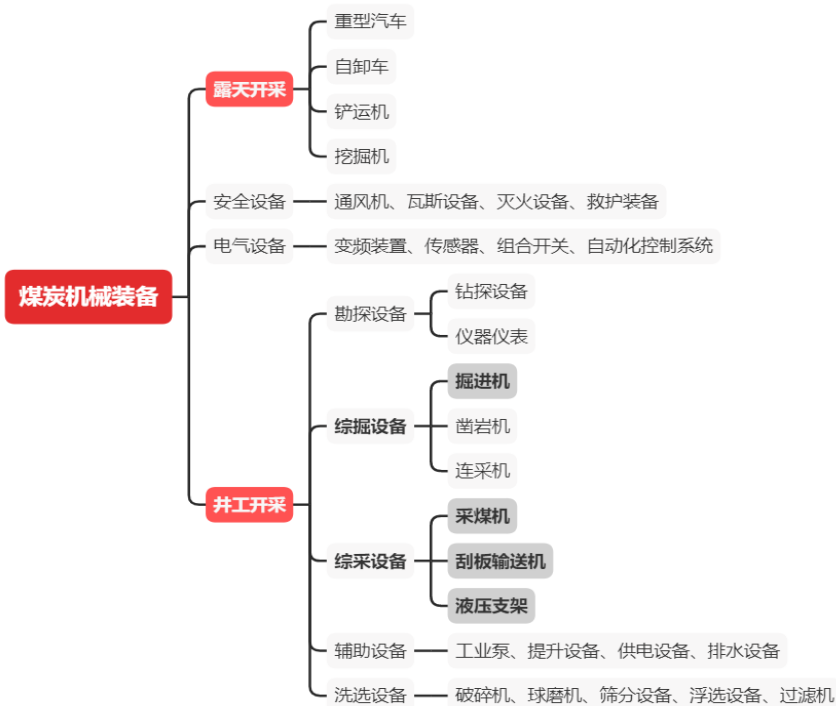 重型汽车
自卸车
露天开采
铲运机
挖掘机
安全设备
通风机、瓦斯设备、灭火设备、救护装备
电气设备
变频装置、传感器、组合开关、自动化控制系统
煤炭机械装备
钻探设备
勘探设备
仪器仪表
掘进机
综掘设备
凿岩机
连采机
井工开采
采煤机
综采设备
刮板输送机
液压支架
辅助设备
工业泵、提升设备、供电设备、排水设备
洗选设备
破碎机、球磨机、筛分设备、浮选设备、过滤机